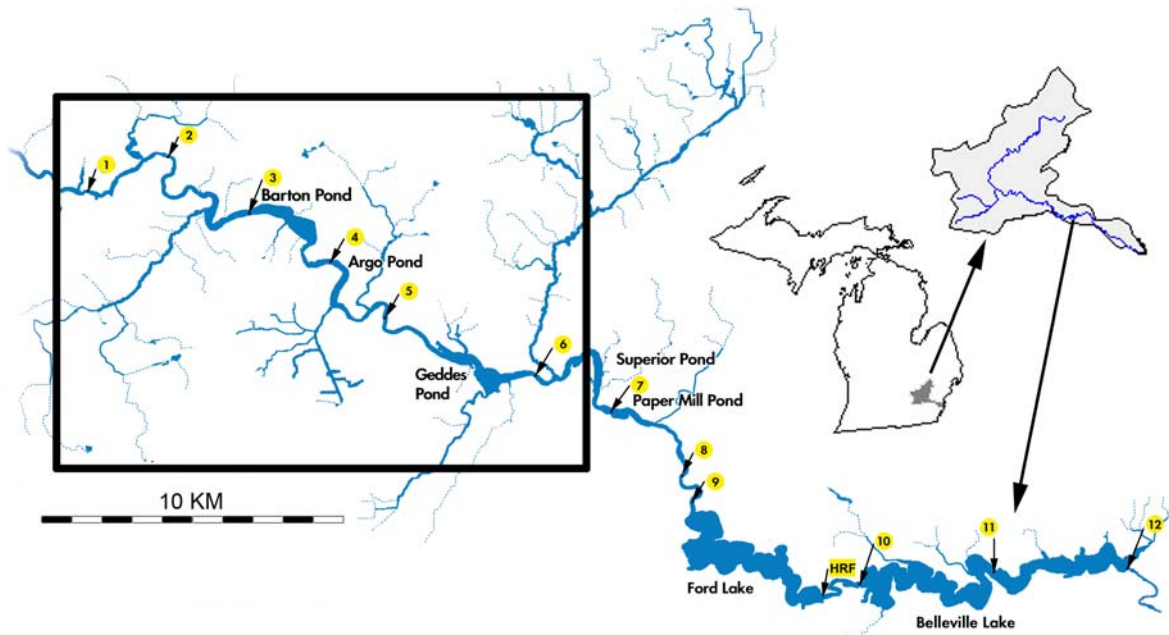 1
2
3
Barton Pond
4
Argo Pond
5
6
Geddes
Pond
Superior Pond
7
Paper Mill Pond
8
9
10 KM
HRF
10
11
12
Ford Lake
Belleville Lake